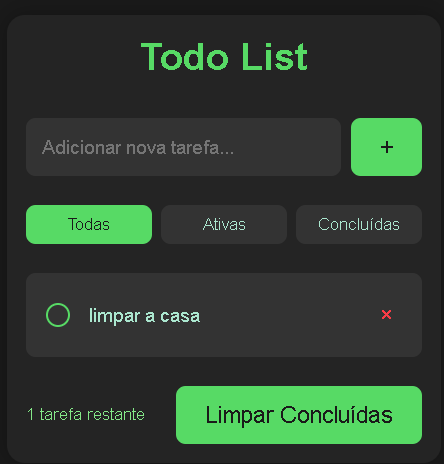 Todo List
Adicionar nova tarefa...
+
Todas
Ativas
Concluídas
limpar a casa
×
1 tarefa restante
Limpar Concluídas